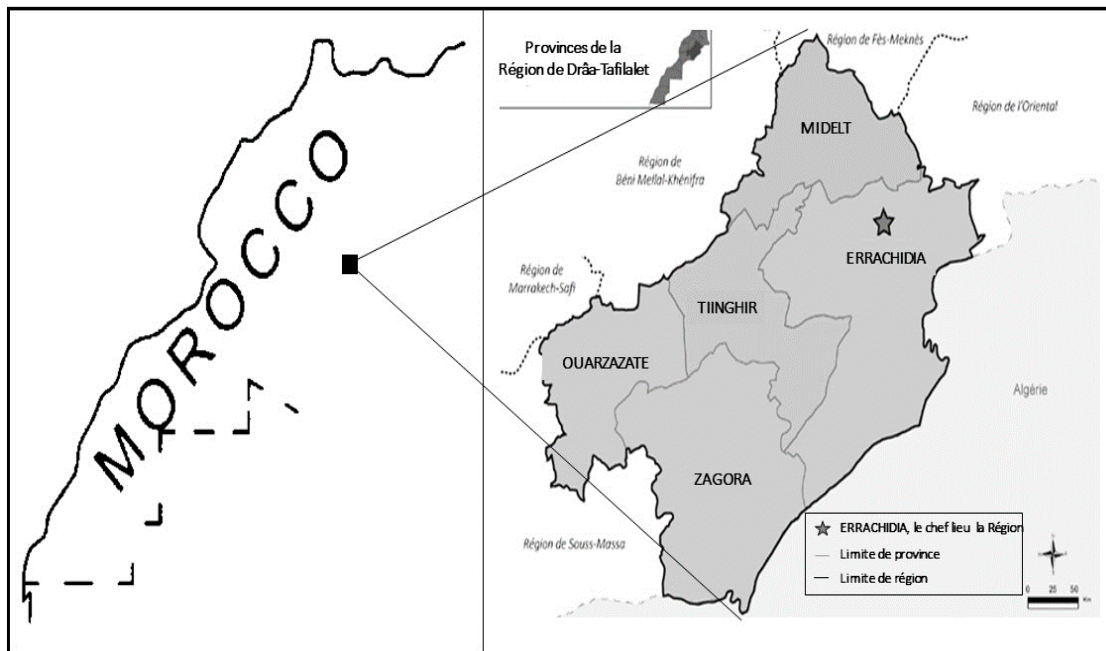 MOROCCO
Provinces de la
Région de Drâa-Tafilalet
Région de Fès-Meknès
Région de l'Oriental
MIDELT
Région de
Béni Mellal-Khénifra
ERRACHIDIA
Région de
Marrakech-Safi
TIINGHIR
OUARZAZATE
Algérie
ZAGORA
Région de Souss-Massa
ERRACHIDIA, le chef lieu la Région
Limite de province
Limite de région
0 25 50
Km